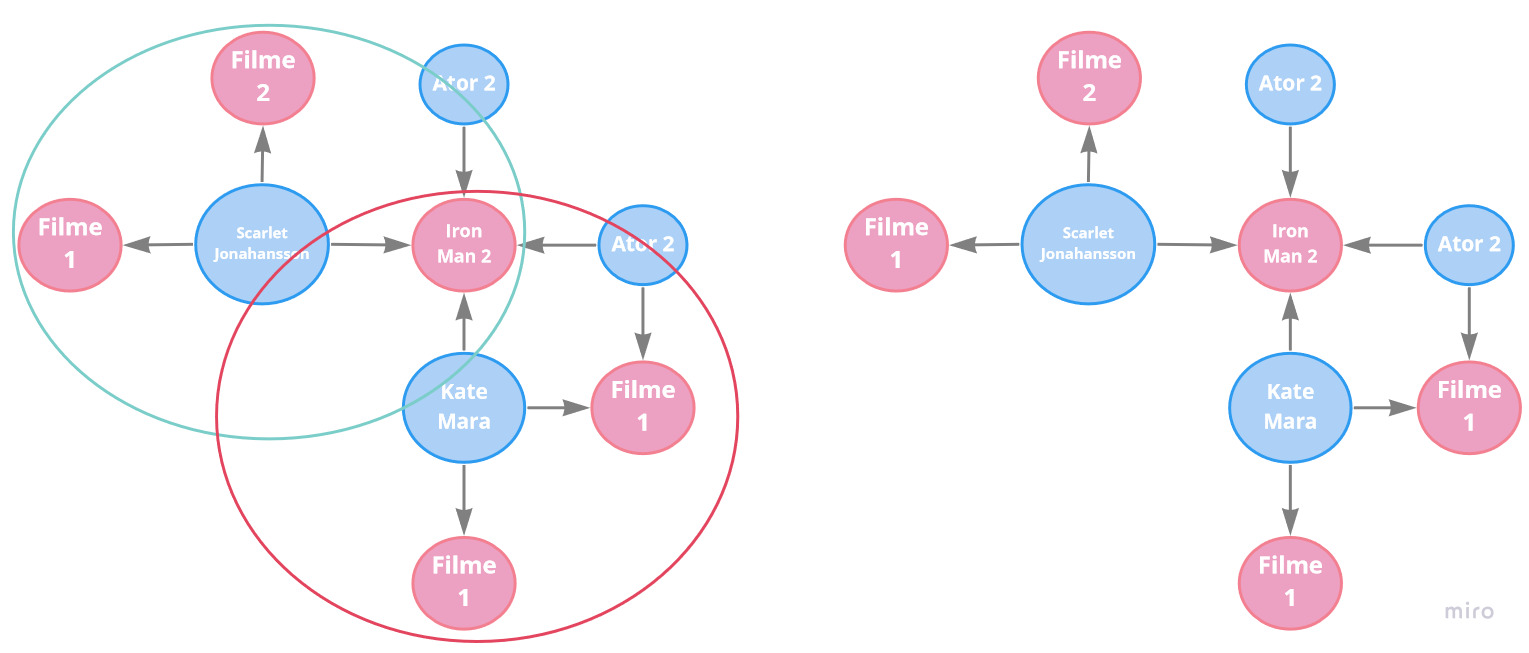 Filme
2
Ator 2
Filme
1
Scarlet
Jonahansson
Iron
Man 2
Ator 2
Kate
Mara
Filme
1
Filme
1
Filme
2
Ator 2
Filme
1
Scarlet
Jonahansson
Iron
Man 2
Ator 2
Kate
Mara
Filme
1
Filme
1
miro